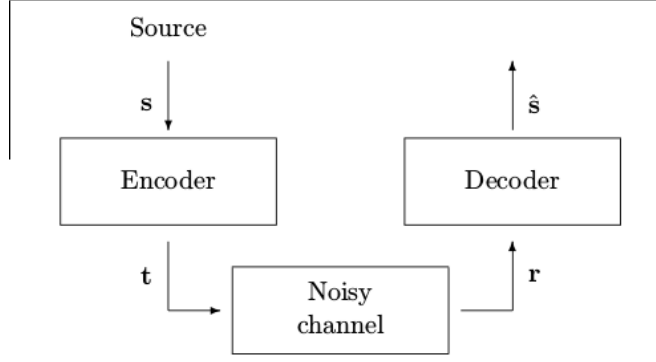 Source
s
ŝ
Encoder
Decoder
t
r
Noisy
channel